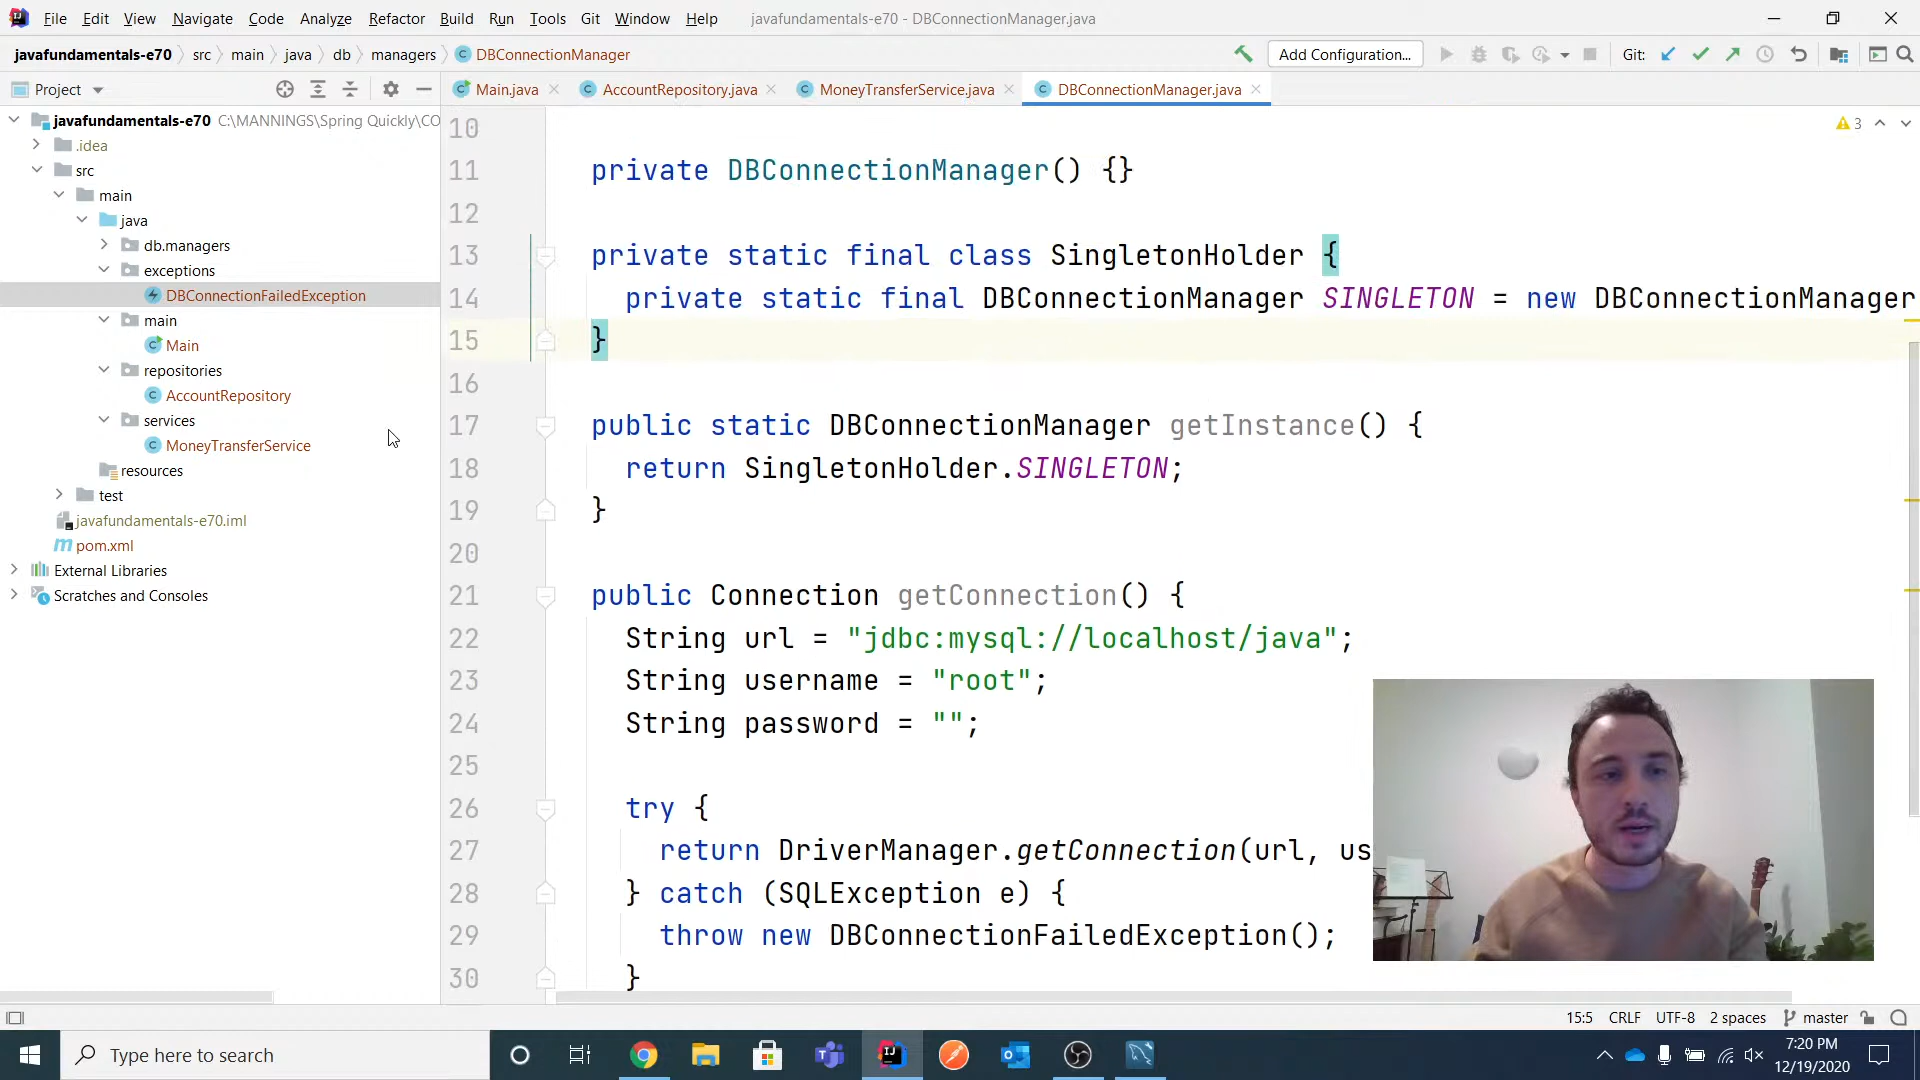 File Edit View Navigate Code Analyze Refactor Build Run Tools Git Window Help javafundamentals-e70 - DBConnectionManager.java
javafundamentals-e70 src main java db managers DBConnectionManager Add Configuration... Git:
Project Main.java AccountRepository.java MoneyTransferService.java DBConnectionManager.java
javafundamentals-e70 C:\MANNINGS\Spring Quickly\CO
.idea
src
main
java
db.managers
exceptions
DBConnectionFailedException
main
Main
repositories
AccountRepository
services
MoneyTransferService
resources
test
javafundamentals-e70.iml
pom.xml
External Libraries
Scratches and Consoles
3
10
11 private DBConnectionManager() {}
12
13 private static final class SingletonHolder {
14 private static final DBConnectionManager SINGLETON = new DBConnectionManager
15 }
16
17 public static DBConnectionManager getInstance() {
18 return SingletonHolder.SINGLETON;
19 }
20
21 public Connection getConnection() {
22 String url = "jdbc:mysql://localhost/java";
23 String username = "root";
24 String password = "";
25
26 try {
27 return DriverManager.getConnection(url, us
28 } catch (SQLException e) {
29 throw new DBConnectionFailedException();
30 }
15:5 CRLF UTF-8 2 spaces master
Type here to search
7:20 PM
12/19/2020